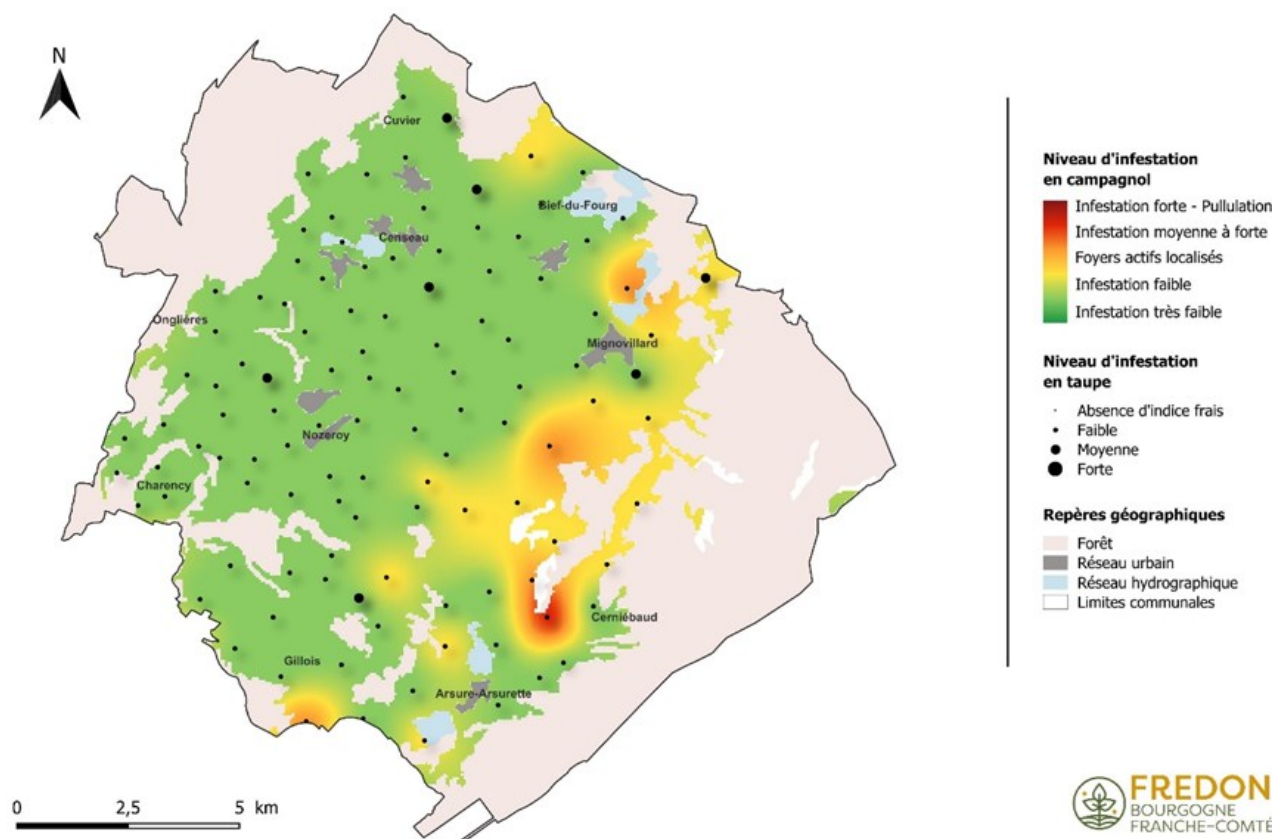 N
Cuvier
Bief-du-Fourg
Censeau
Onglières
Mignovillard
Nozeroy
Charency
Cerniébaud
Gillois
Arsure-Arsurette
0 2,5 5 km
Niveau d'infestation
en campagnol
Infestation forte - Pullulation
Infestation moyenne à forte
Foyers actifs localisés
Infestation faible
Infestation très faible
Niveau d'infestation
en taupe
Absence d'indice frais
Faible
Moyenne
Forte
Repères géographiques
Forêt
Réseau urbain
Réseau hydrographique
Limites communales
FREDON
BOURGOGNE
FRANCHE-COMTÉ